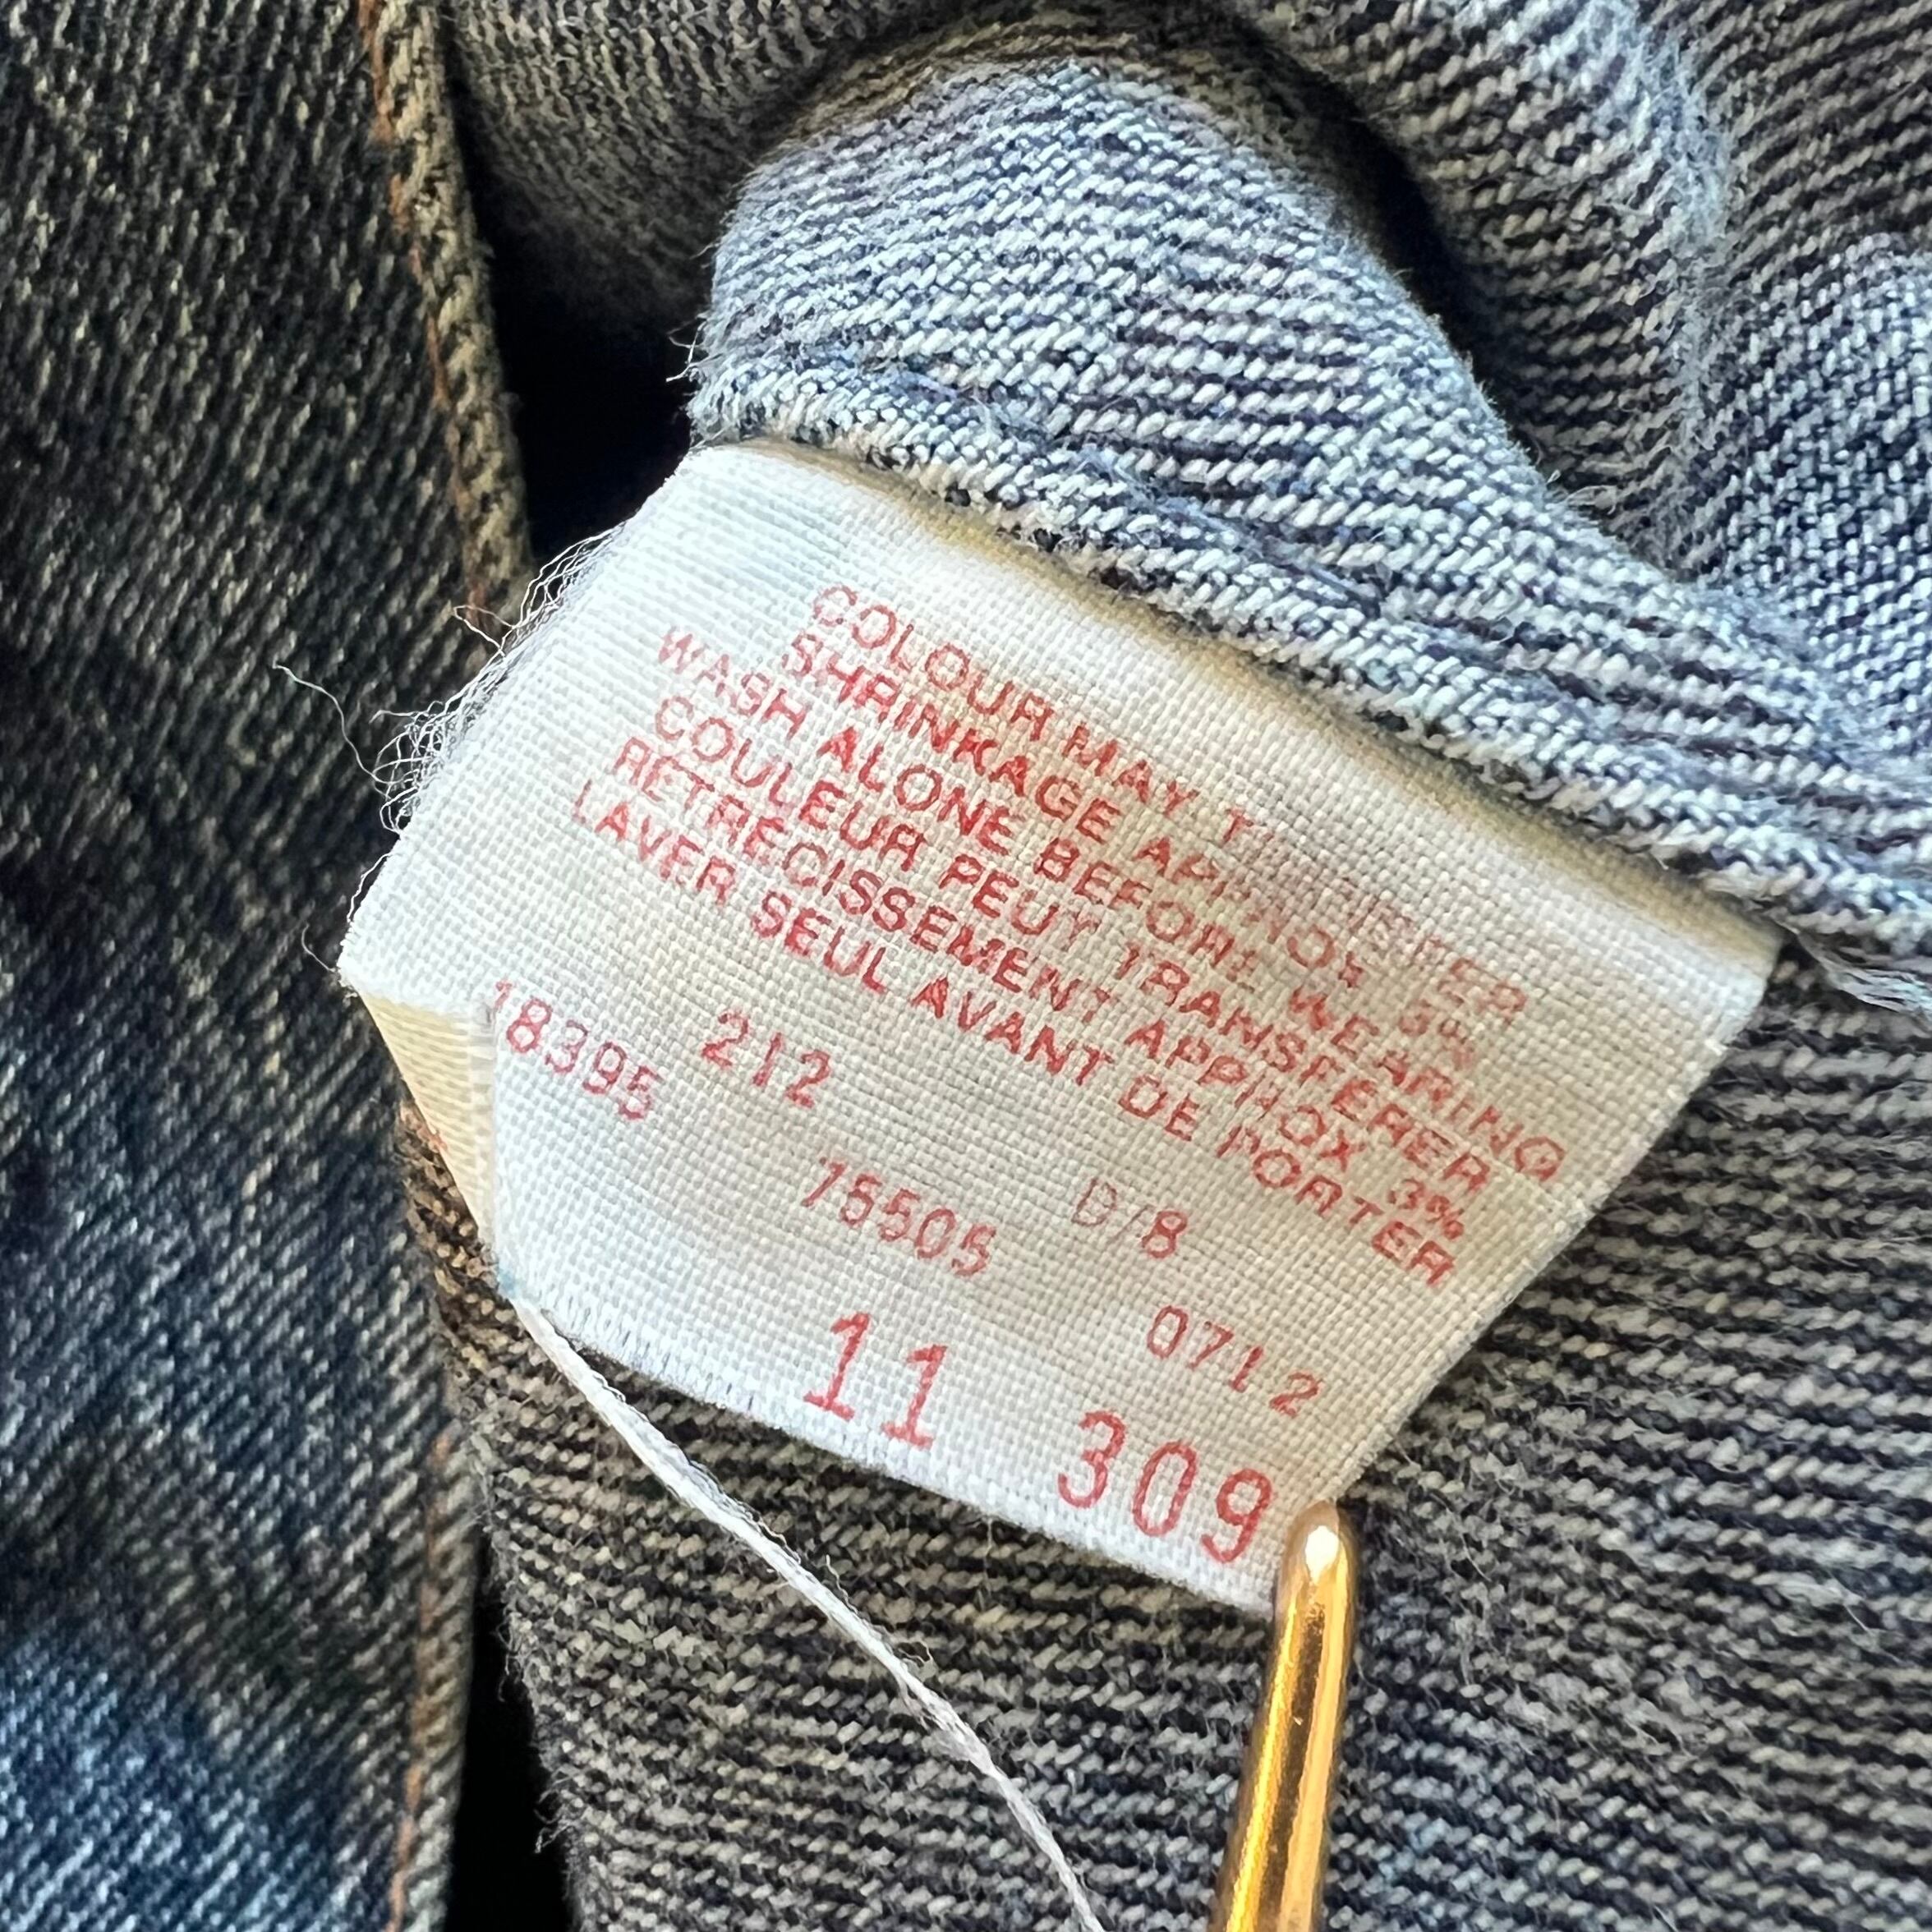 COLOUR MAY TRANSFER
SHRINKAGE APPROX 3%
WASH ALONE BEFORE WEARING
COULEUR PEUT TRANSFERER
RETRECISSEMENT APPROX 3%
LAVER SEUL AVANT DE PORTER
18395 212
75505 D/8
0712
11 309